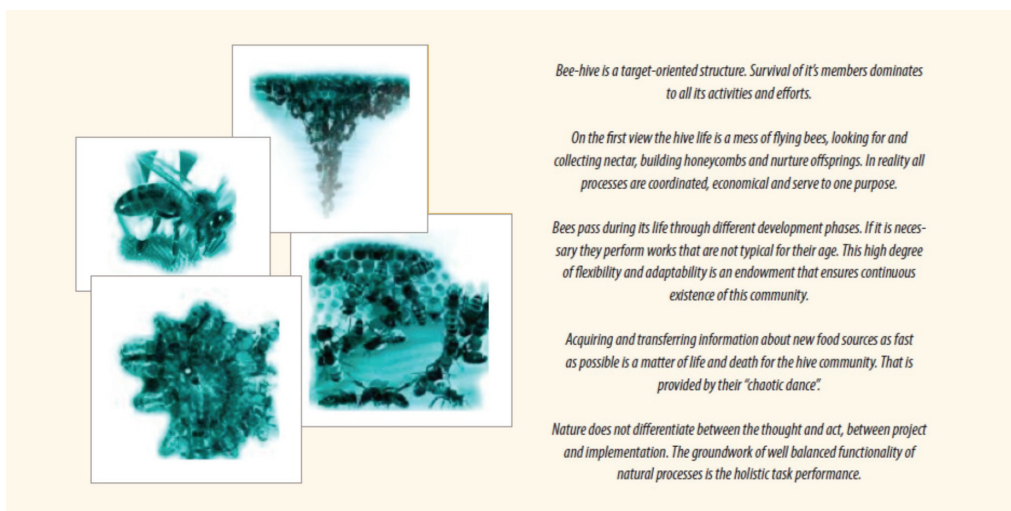 Bee-hive is a target-oriented structure. Survival of it's members dominates
to all its activities and efforts.
On the first view the hive life is a mess of flying bees, looking for and
collecting nectar, building honeycombs and nurture offsprings. In reality all
processes are coordinated, economical and serve to one purpose.
Bees pass during its life through different development phases. If it is neces-
sary they perform works that are not typical for their age. This high degree
of flexibility and adaptability is an endowment that ensures continuous
existence of this community.
Acquiring and transferring information about new food sources as fast
as possible is a matter of life and death for the hive community. That is
provided by their “chaotic dance”.
Nature does not differentiate between the thought and act, between project
and implementation. The groundwork of well balanced functionality of
natural processes is the holistic task performance.